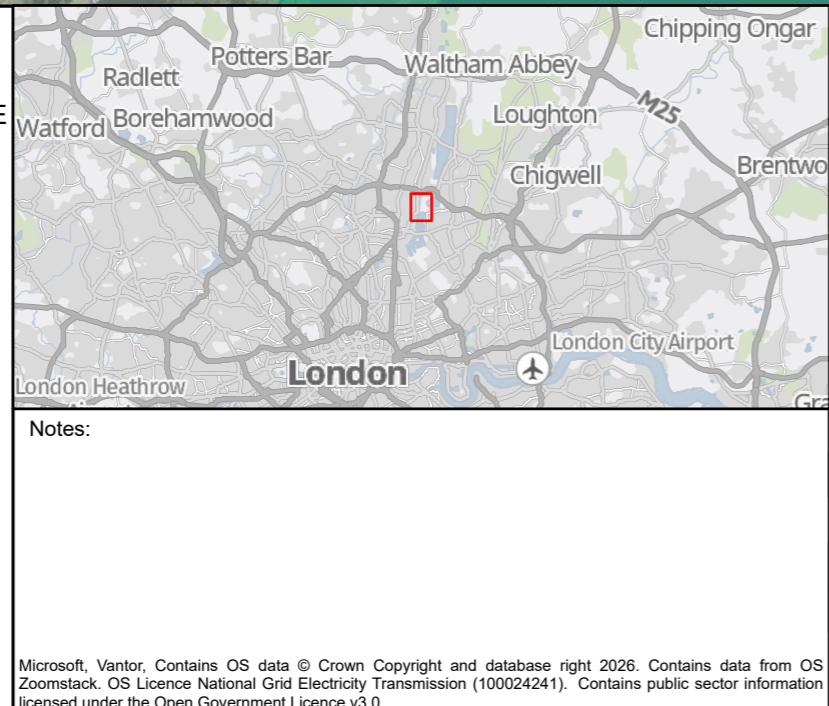 Chipping Ongar
Potters Bar
Waltham Abbey
Radlett
M25
Loughton
E
Watford
Borehamwood
Chigwell
Brentwo
London City Airport
London
London Heathrow
Gra
Notes:
Microsoft, Vantor, Contains OS data © Crown Copyright and database right 2026. Contains data from OS
Zoomstack. OS Licence National Grid Electricity Transmission (100024241). Contains public sector information
licensed under the Open Government Licence v3.0